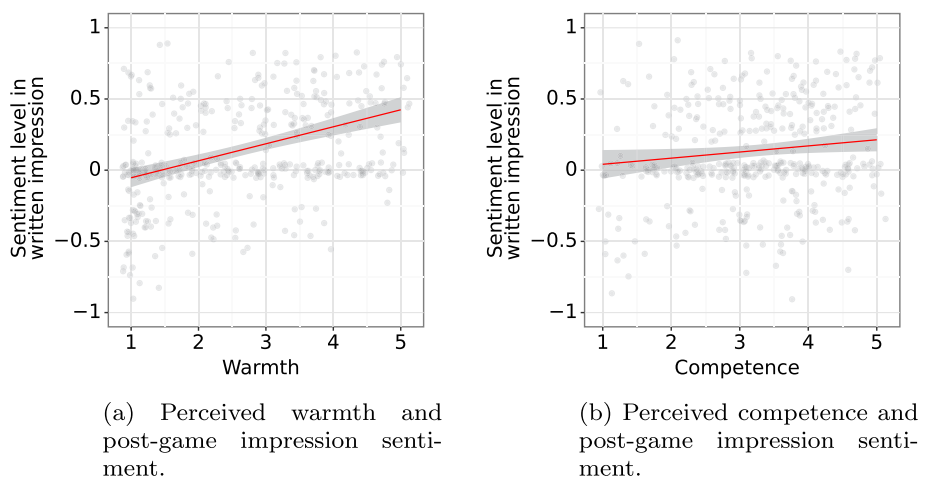 Sentiment level in
written impression
1
0.5
0
−0.5
−1
1 2 3 4 5
Warmth
(a) Perceived warmth and
post-game impression senti-
ment.
Sentiment level in
written impression
1
0.5
0
−0.5
−1
1 2 3 4 5
Competence
(b) Perceived competence and
post-game impression senti-
ment.